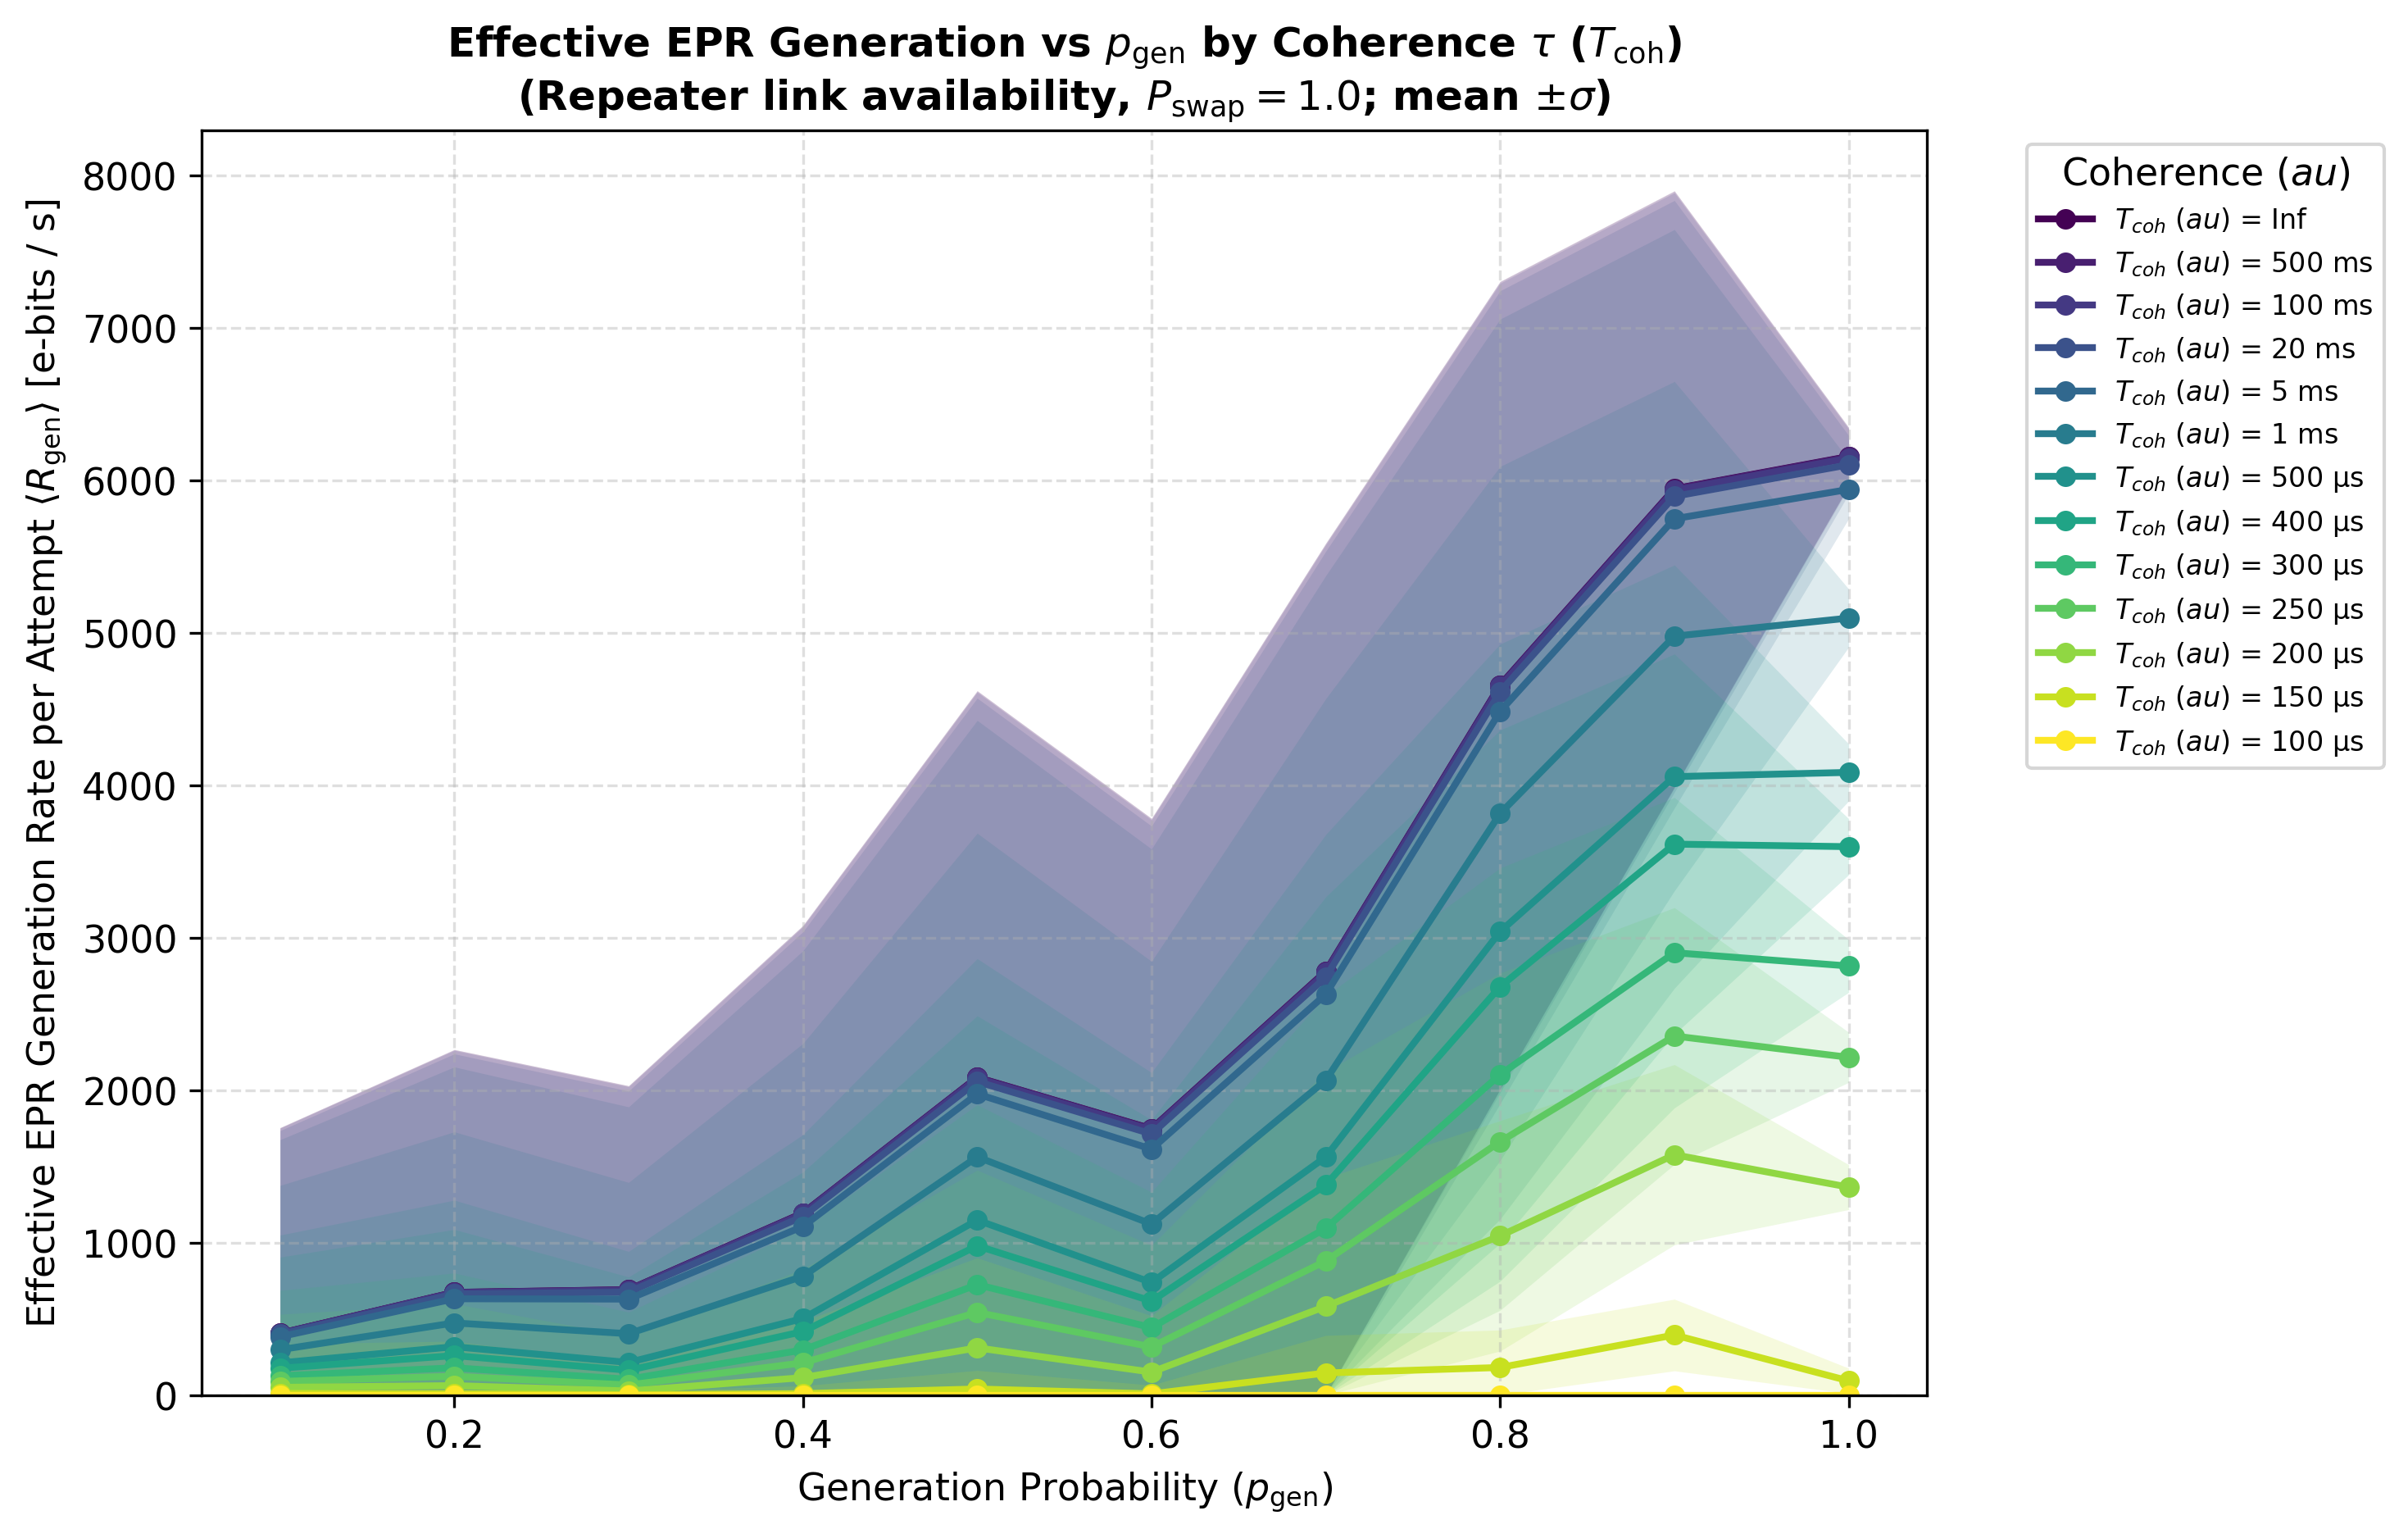 Effective EPR Generation vs p_gen by Coherence τ (T_coh)
(Repeater link availability, P_swap = 1.0; mean ±σ)
Effective EPR Generation Rate per Attempt ⟨R_gen⟩ [e-bits / s]
8000
7000
6000
5000
4000
3000
2000
1000
0
0.2
0.4
0.6
0.8
1.0
Generation Probability (p_gen)
Coherence (au)
T_coh (au) = Inf
T_coh (au) = 500 ms
T_coh (au) = 100 ms
T_coh (au) = 20 ms
T_coh (au) = 5 ms
T_coh (au) = 1 ms
T_coh (au) = 500 µs
T_coh (au) = 400 µs
T_coh (au) = 300 µs
T_coh (au) = 250 µs
T_coh (au) = 200 µs
T_coh (au) = 150 µs
T_coh (au) = 100 µs